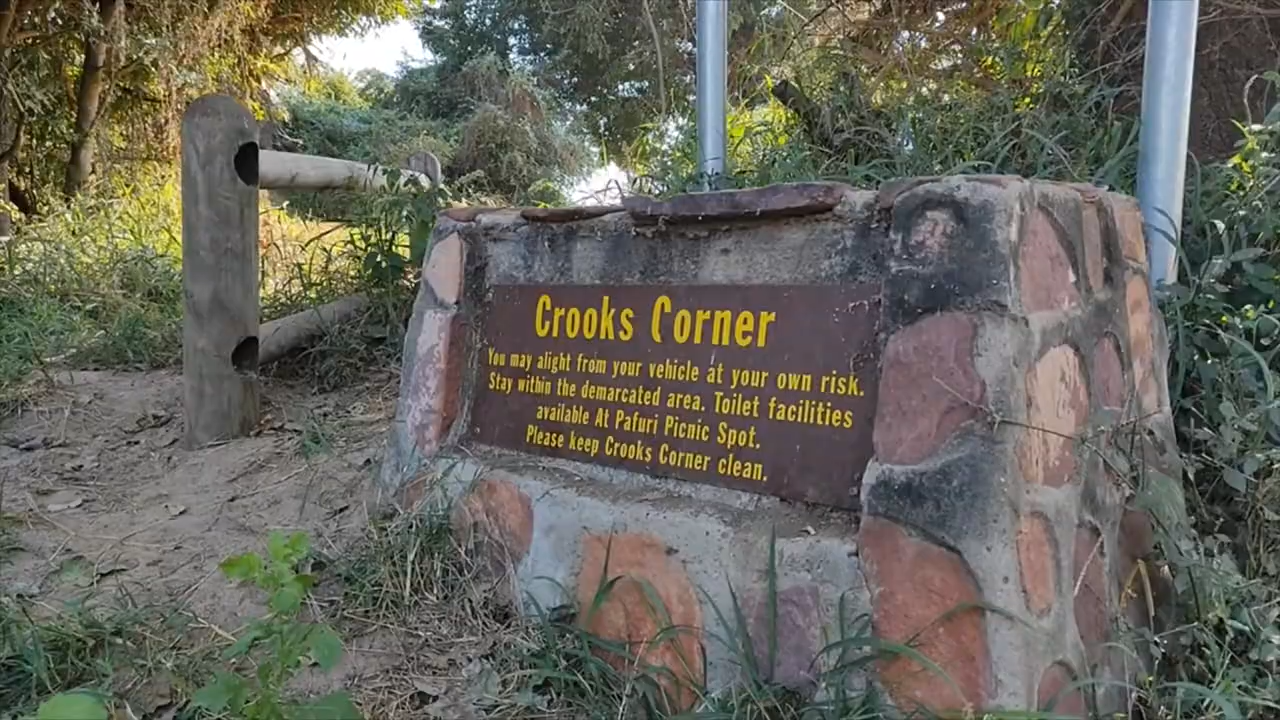 Crooks Corner
You may alight from your vehicle at your own risk.
Stay within the demarcated area. Toilet facilities
available At Pafuri Picnic Spot.
Please keep Crooks Corner clean.